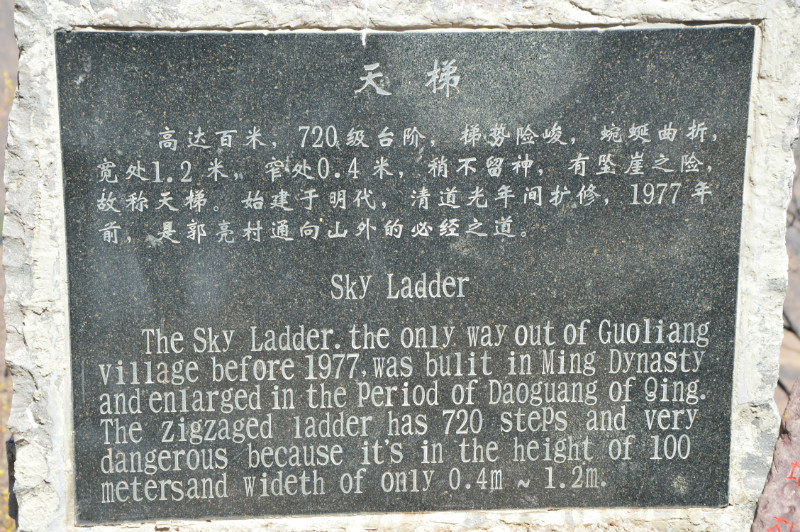 天梯
高达百米，720级台阶，梯势险峻，蜿蜒曲折，
宽处1.2米，窄处0.4米，稍不留神，有坠崖之险，
故称天梯。始建于明代，清道光年间扩修，1977年
前，是郭亮村通向山外的必经之道。
Sky Ladder
The Sky Ladder. the only way out of Guoliang
village before 1977, was bulit in Ming Dynasty
and enlarged in the Period of Daoguang of Qing.
The zigzaged ladder has 720 steps and very
dangerous because it's in the height of 100
metersand wideth of only 0.4m ~ 1.2m.